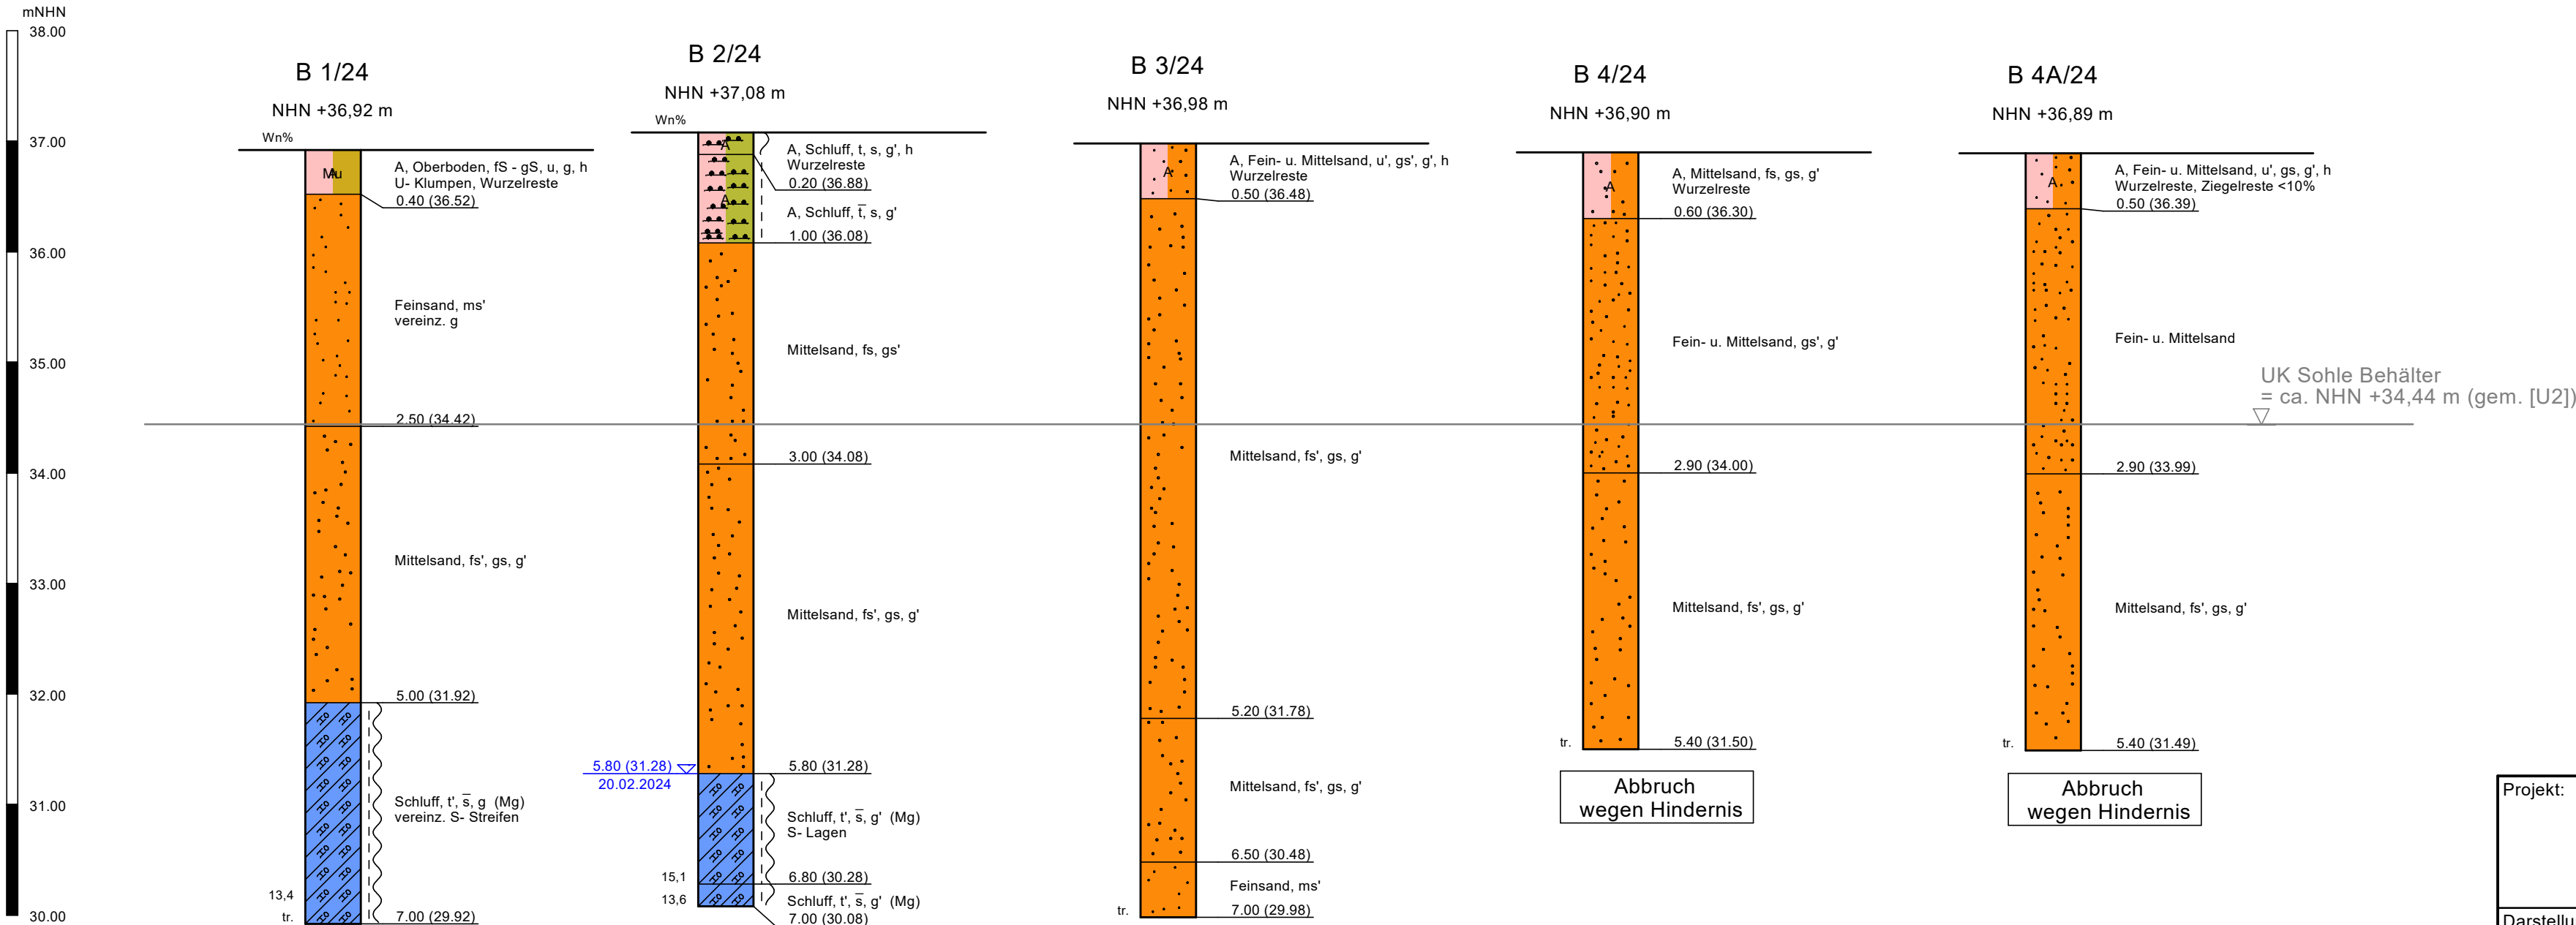 mNHN
38.00
37.00
36.00
35.00
34.00
33.00
32.00
31.00
30.00
B 1/24
NHN +36,92 m
Wn%
Mu
A
A, Oberboden, fS - gS, u, g, h
U- Klumpen, Wurzelreste
0.40 (36.52)
Feinsand, ms'
vereinz. g
2.50 (34.42)
Mittelsand, fs', gs, g'
5.00 (31.92)
Schluff, t', s̅, g (Mg)
vereinz. S- Streifen
13,4
tr.
7.00 (29.92)
B 2/24
NHN +37,08 m
Wn%
A
A, Schluff, t, s, g', h
Wurzelreste
0.20 (36.88)
A
A, Schluff, t̅, s, g'
1.00 (36.08)
Mittelsand, fs, gs'
3.00 (34.08)
Mittelsand, fs', gs, g'
5.80 (31.28)
20.02.2024
5.80 (31.28)
Schluff, t', s̅, g' (Mg)
S- Lagen
15,1
6.80 (30.28)
13,6
Schluff, t', s̅, g' (Mg)
7.00 (30.08)
B 3/24
NHN +36,98 m
A
A, Fein- u. Mittelsand, u', gs', g', h
Wurzelreste
0.50 (36.48)
Mittelsand, fs', gs, g'
5.20 (31.78)
Mittelsand, fs', gs, g'
6.50 (30.48)
Feinsand, ms'
tr.
7.00 (29.98)
B 4/24
NHN +36,90 m
A
A, Mittelsand, fs, gs, g'
Wurzelreste
0.60 (36.30)
Fein- u. Mittelsand, gs', g'
2.90 (34.00)
Mittelsand, fs', gs, g'
tr.
5.40 (31.50)
Abbruch
wegen Hindernis
B 4A/24
NHN +36,89 m
A
A, Fein- u. Mittelsand, u', gs, g', h
Wurzelreste, Ziegelreste <10%
0.50 (36.39)
Fein- u. Mittelsand
2.90 (33.99)
Mittelsand, fs', gs, g'
tr.
5.40 (31.49)
Abbruch
wegen Hindernis
UK Sohle Behälter
= ca. NHN +34,44 m (gem. [U2])
Projekt:
Darstellu